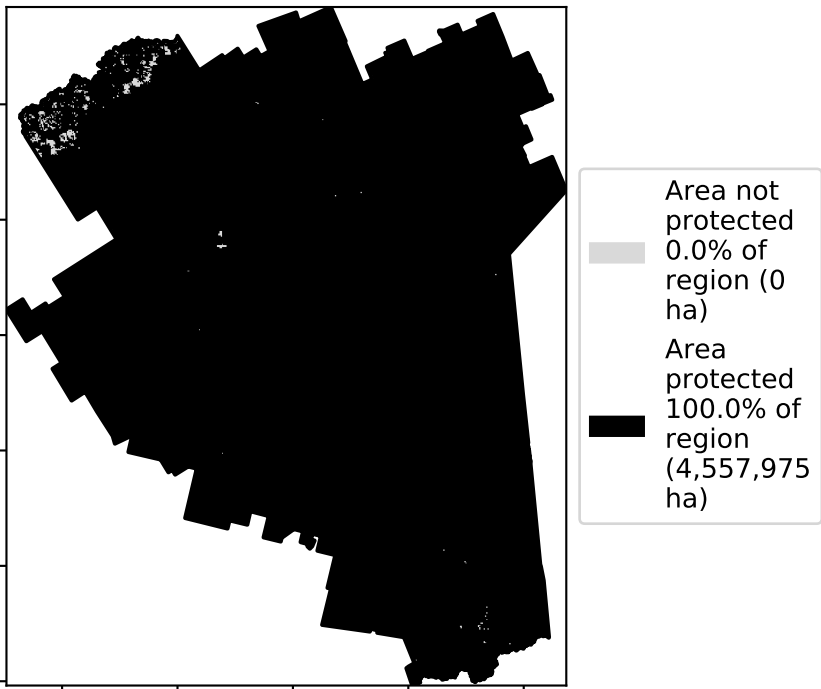 Area not
protected
0.0% of
region (0
ha)
Area
protected
100.0% of
region
(4,557,975
ha)